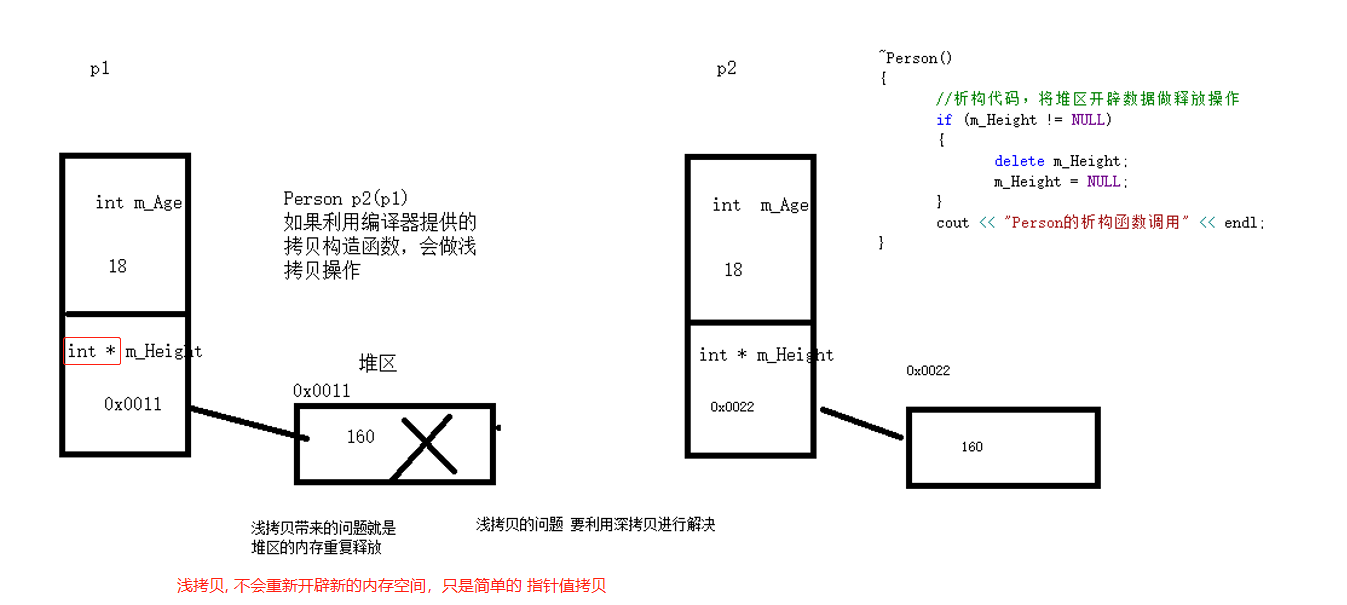 p1
int m_Age
18
int * m_Height
0x0011
Person p2(p1)
如果利用编译器提供的
拷贝构造函数，会做浅
拷贝操作
堆区
0x0011
160
浅拷贝带来的问题就是
堆区的内存重复释放
浅拷贝的问题 要利用深拷贝进行解决
浅拷贝, 不会重新开辟新的内存空间，只是简单的 指针值拷贝
p2
int  m_Age
18
int * m_Height
0x0022
0x0022
160
~Person()
{
//析构代码，将堆区开辟数据做释放操作
if (m_Height != NULL)
{
delete m_Height;
m_Height = NULL;
}
cout << "Person的析构函数调用" << endl;
}